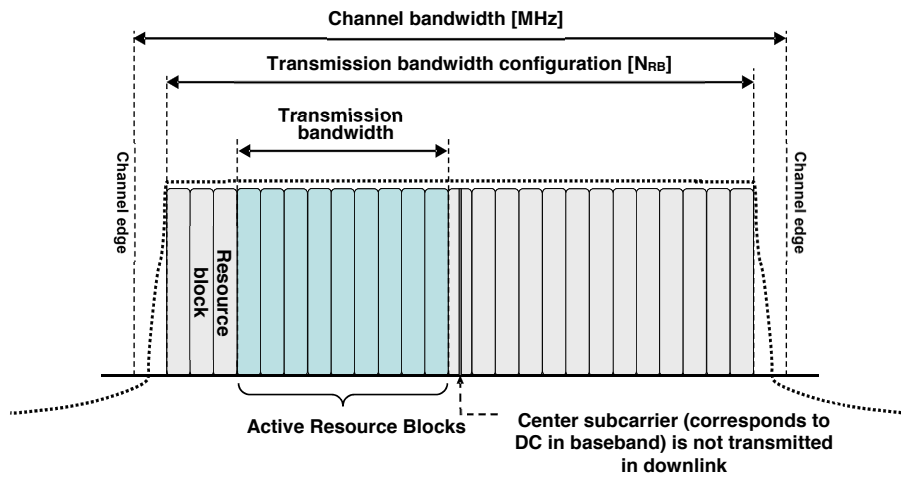 Channel bandwidth [MHz]
Transmission bandwidth configuration [NRB]
Transmission
bandwidth
Channel edge
Channel edge
Resource
block
Active Resource Blocks
Center subcarrier (corresponds to
DC in baseband) is not transmitted
in downlink